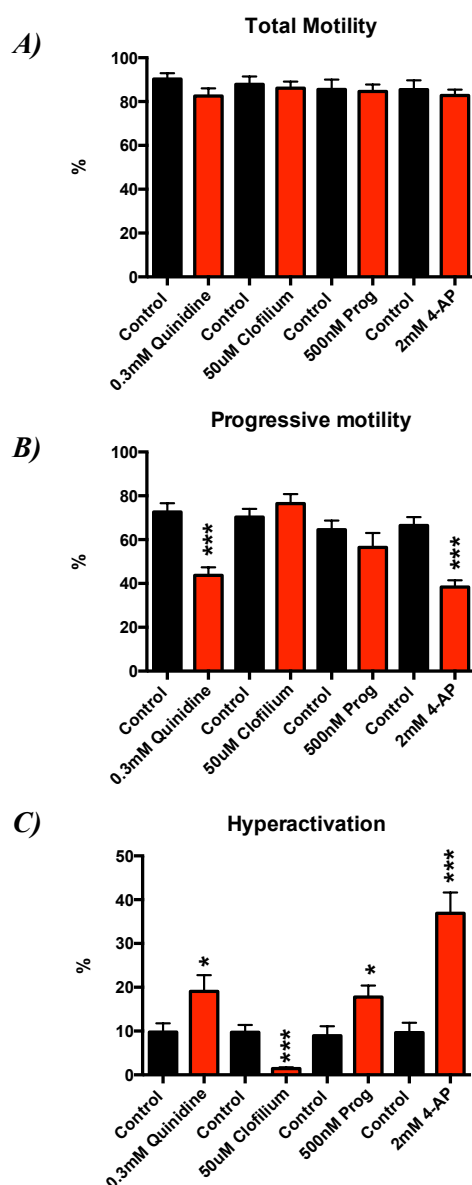 A)
Total Motility
100
80
60
40
20
0
%
Control
0.3mM Quinidine
Control
50uM Clofilium
Control
500nM Prog
Control
2mM 4-AP
B)
Progressive motility
100
80
60
40
20
0
%
***
***
Control
0.3mM Quinidine
Control
50uM Clofilium
Control
500nM Prog
Control
2mM 4-AP
C)
Hyperactivation
50
40
30
20
10
0
%
*
***
*
***
Control
0.3mM Quinidine
Control
50uM Clofilium
Control
500nM Prog
Control
2mM 4-AP